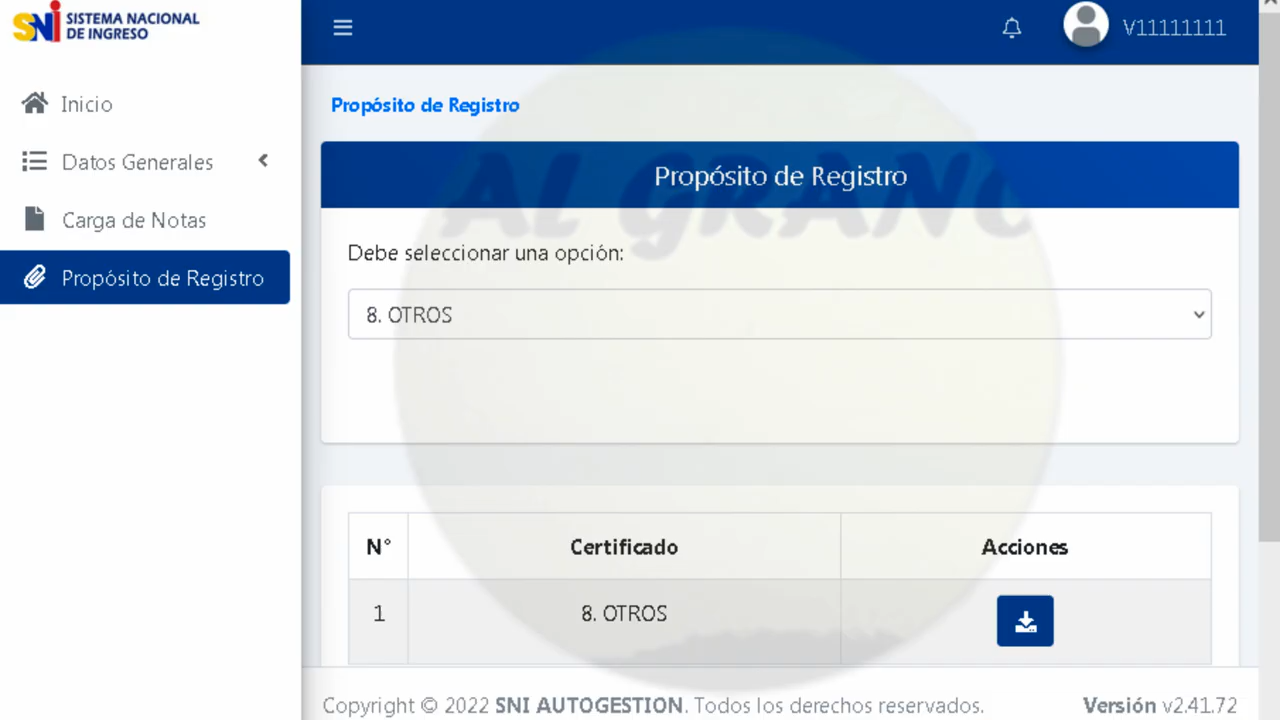 SNI SISTEMA NACIONAL
DE INGRESO
V11111111
Inicio
Datos Generales
Carga de Notas
Propósito de Registro
Propósito de Registro
Propósito de Registro
AL GRANO
Debe seleccionar una opción:
8. OTROS
N° Certificado Acciones
1 8. OTROS
Copyright © 2022 SNI AUTOGESTION. Todos los derechos reservados. Versión v2.41.72